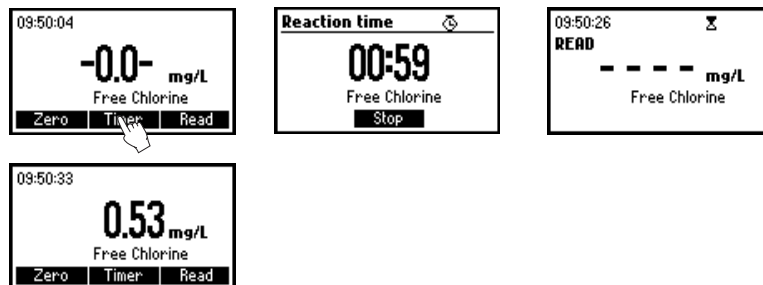 09:50:04
-0.0- mg/L
Free Chlorine
Zero Timer Read
Reaction time
00:59
Free Chlorine
Stop
09:50:26
READ
- - - - mg/L
Free Chlorine
09:50:33
0.53 mg/L
Free Chlorine
Zero Timer Read